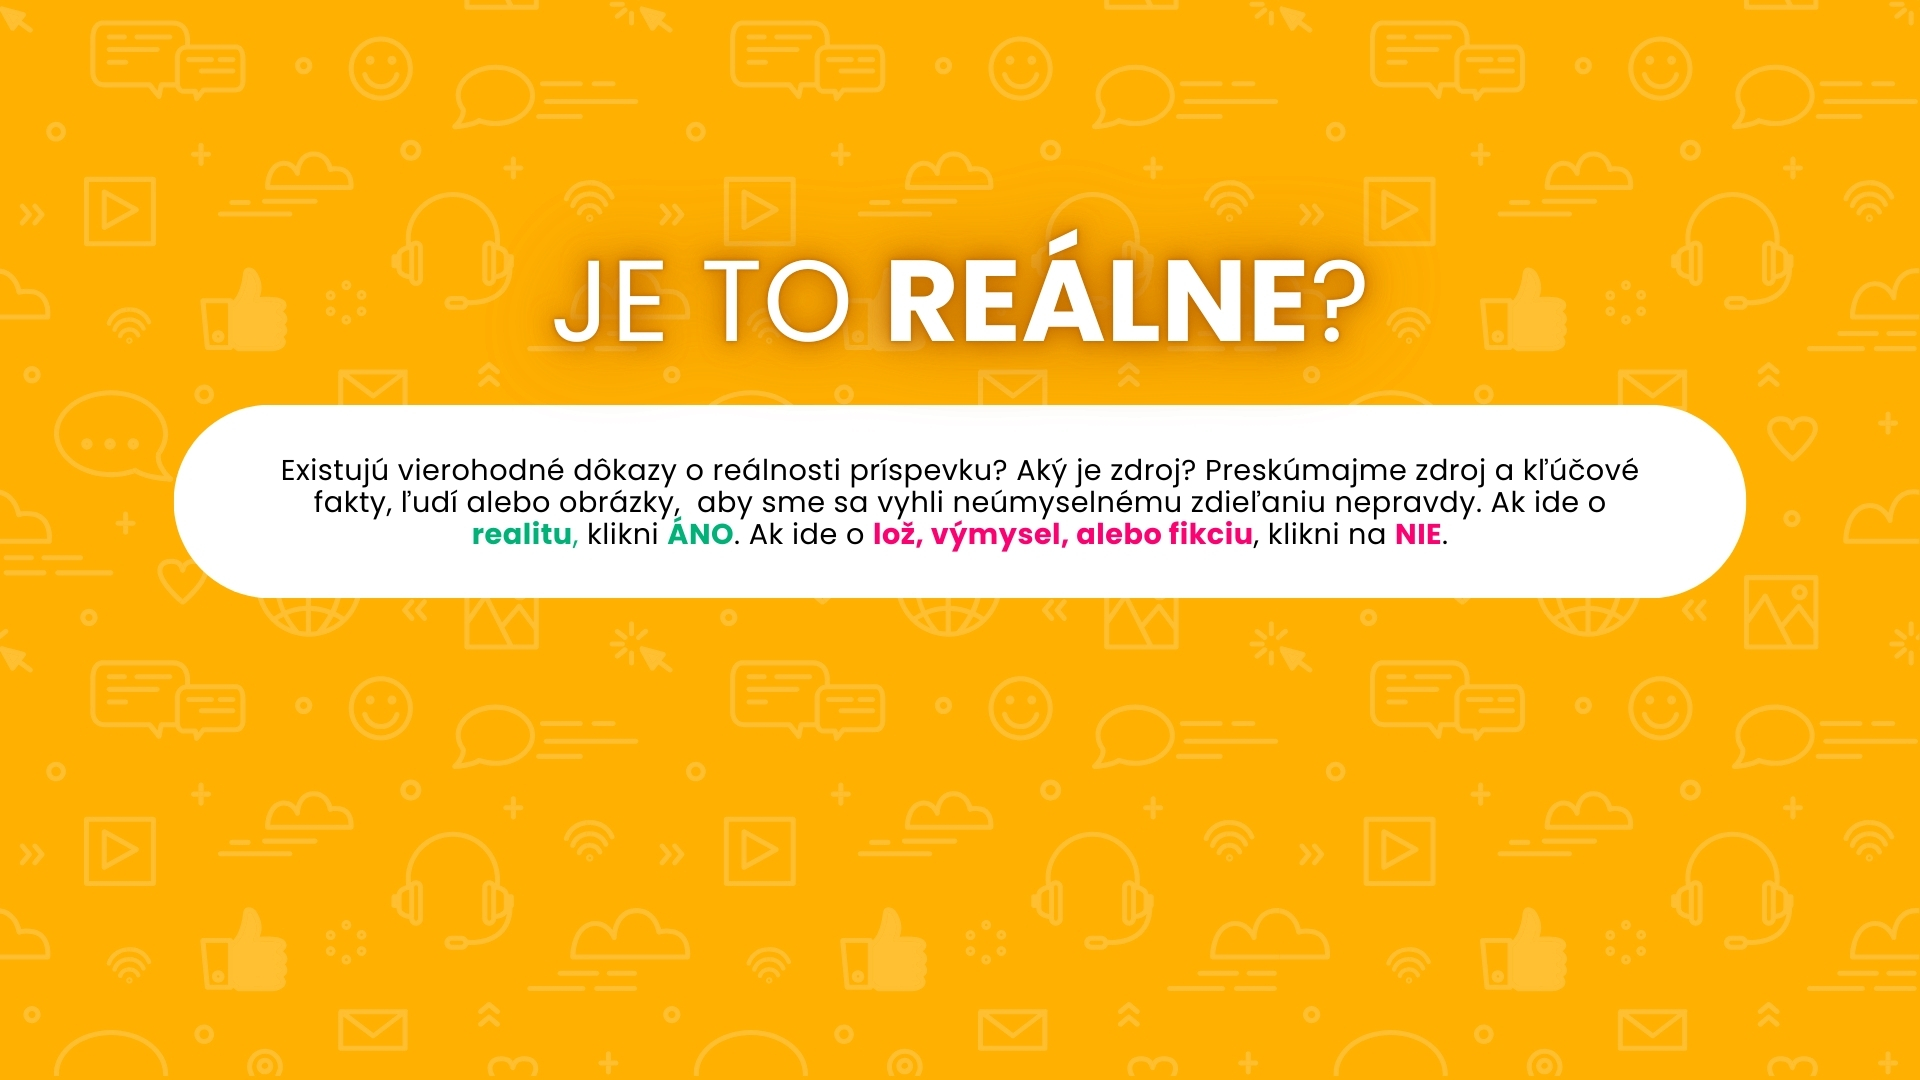 JE TO REÁLNE?
Existujú vierohodné dôkazy o reálnosti príspevku? Aký je zdroj? Preskúmajme zdroj a kľúčové
fakty, ľudí alebo obrázky,  aby sme sa vyhli neúmyselnému zdieľaniu nepravdy. Ak ide o
realitu, klikni ÁNO. Ak ide o lož, výmysel, alebo fikciu, klikni na NIE.